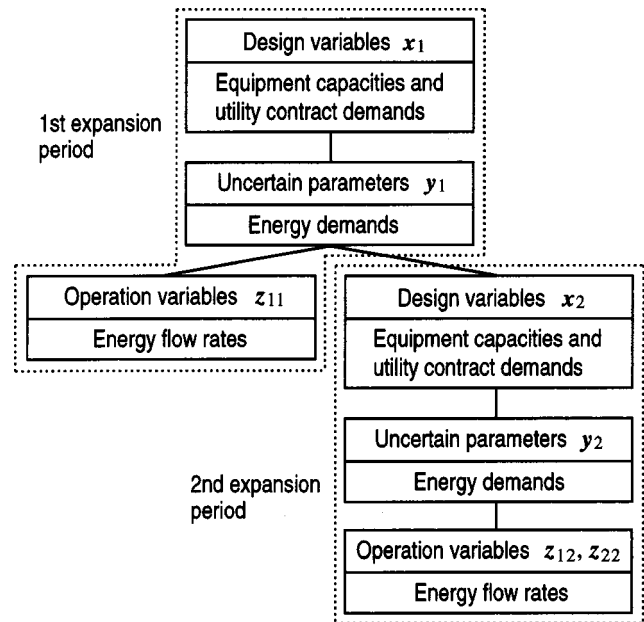 Design variables x1
Equipment capacities and
utility contract demands
1st expansion
period
Uncertain parameters y1
Energy demands
Operation variables z11
Energy flow rates
Design variables x2
Equipment capacities and
utility contract demands
Uncertain parameters y2
Energy demands
2nd expansion
period
Operation variables z12, z22
Energy flow rates